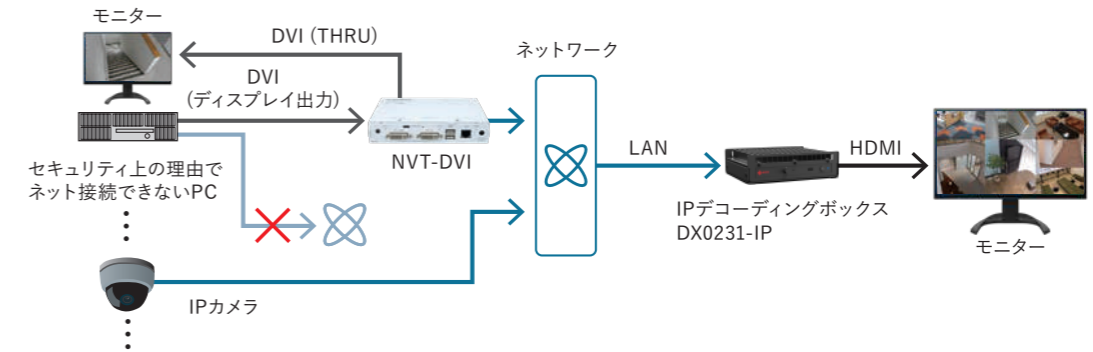 モニター
DVI (THRU)
DVI
(ディスプレイ出力)
NVT-DVI
セキュリティ上の理由で
ネット接続できないPC
IPカメラ
ネットワーク
LAN
IPデコーディングボックス
DX0231-IP
HDMI
モニター